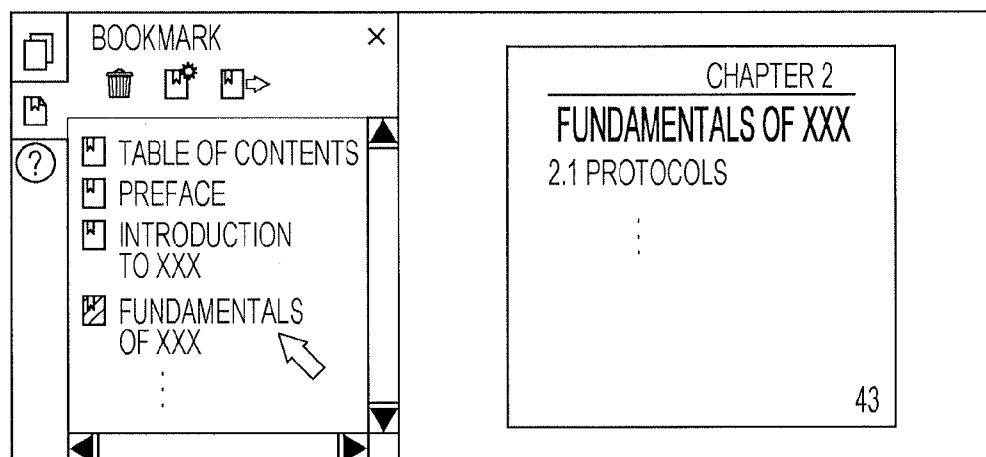 BOOKMARK ×
?
TABLE OF CONTENTS
PREFACE
INTRODUCTION
TO XXX
FUNDAMENTALS
OF XXX
CHAPTER 2
FUNDAMENTALS OF XXX
2.1 PROTOCOLS
43